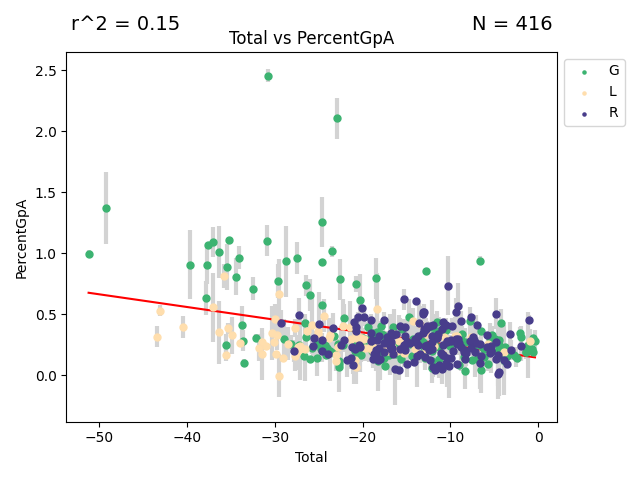 r^2 = 0.15
N = 416
Total vs PercentGpA
G
L
R
2.5
2.0
1.5
1.0
0.5
0.0
PercentGpA
−50
−40
−30
−20
−10
0
Total